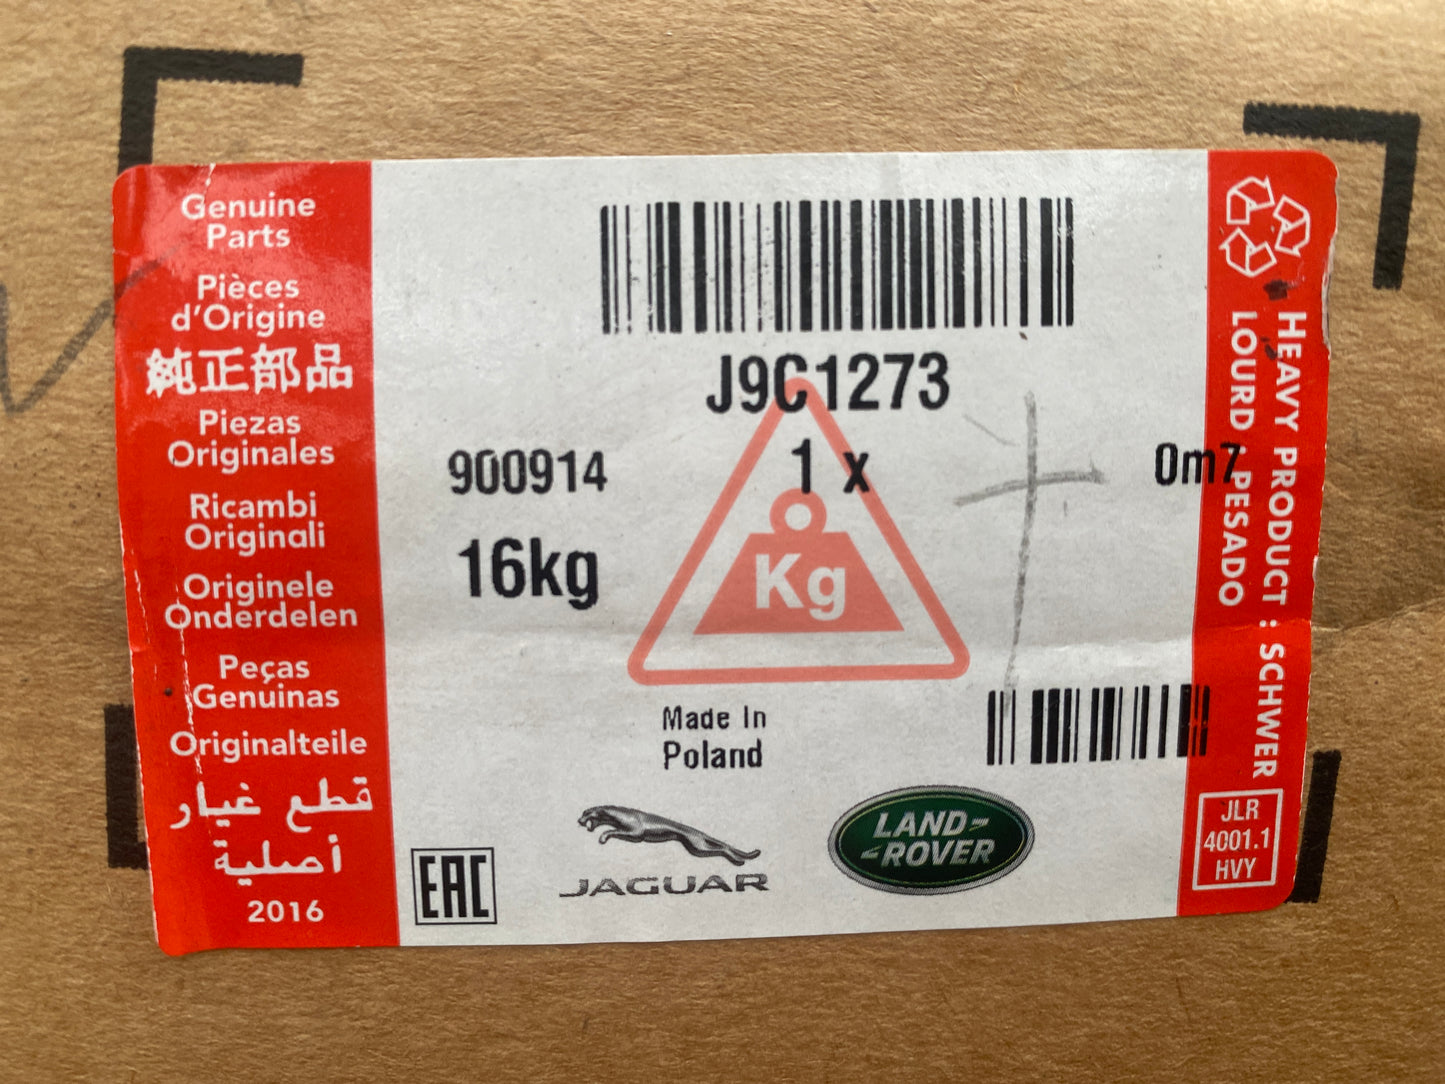 Genuine
Parts
Pièces
d'Origine
純正部品
Piezas
Originales
Ricambi
Originali
Originele
Onderdelen
Peças
Genuinas
Originalteile
قطع غيار
أصلية
2016
J9C1273
900914
1 x
0m7
16kg
Kg
Made In
Poland
EAC
JAGUAR
LAND-
-ROVER
HEAVY PRODUCT : SCHWER
LOURD PESADO
JLR
4001.1
HVY